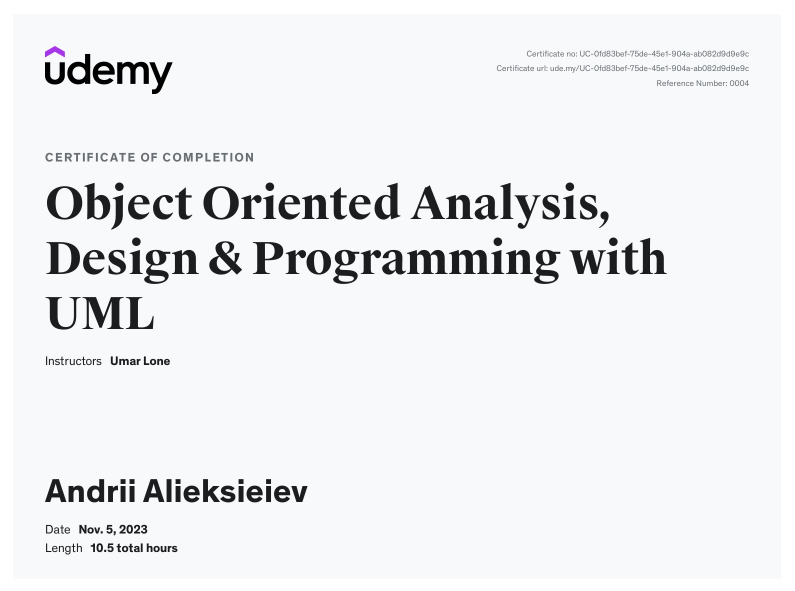 udemy
Certificate no: UC-0fd83bef-75de-45e1-904a-ab082d9d9e9c
Certificate url: ude.my/UC-0fd83bef-75de-45e1-904a-ab082d9d9e9c
Reference Number: 0004
CERTIFICATE OF COMPLETION
Object Oriented Analysis,
Design & Programming with
UML
Instructors Umar Lone
Andrii Alieksieiev
Date Nov. 5, 2023
Length 10.5 total hours